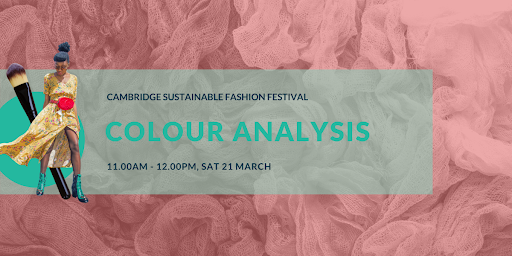 CAMBRIDGE SUSTAINABLE FASHION FESTIVAL
COLOUR ANALYSIS
11.00AM - 12.00PM, SAT 21 MARCH